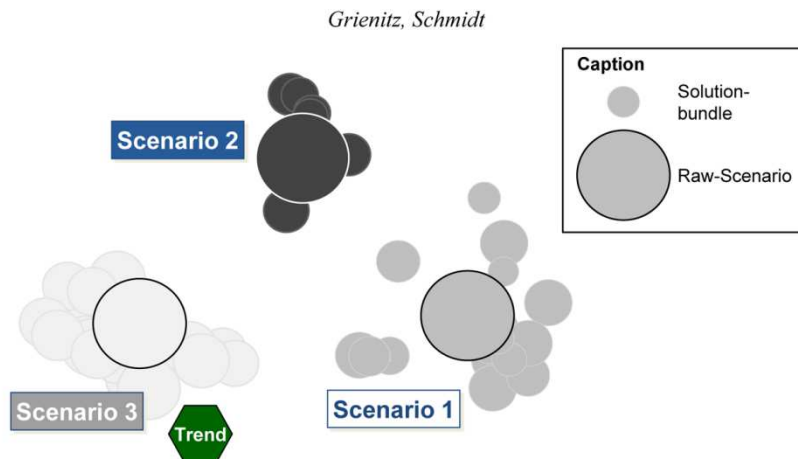 Grienitz, Schmidt
Caption
Solution-
bundle
Raw-Scenario
Scenario 2
Scenario 3
Scenario 1
Trend